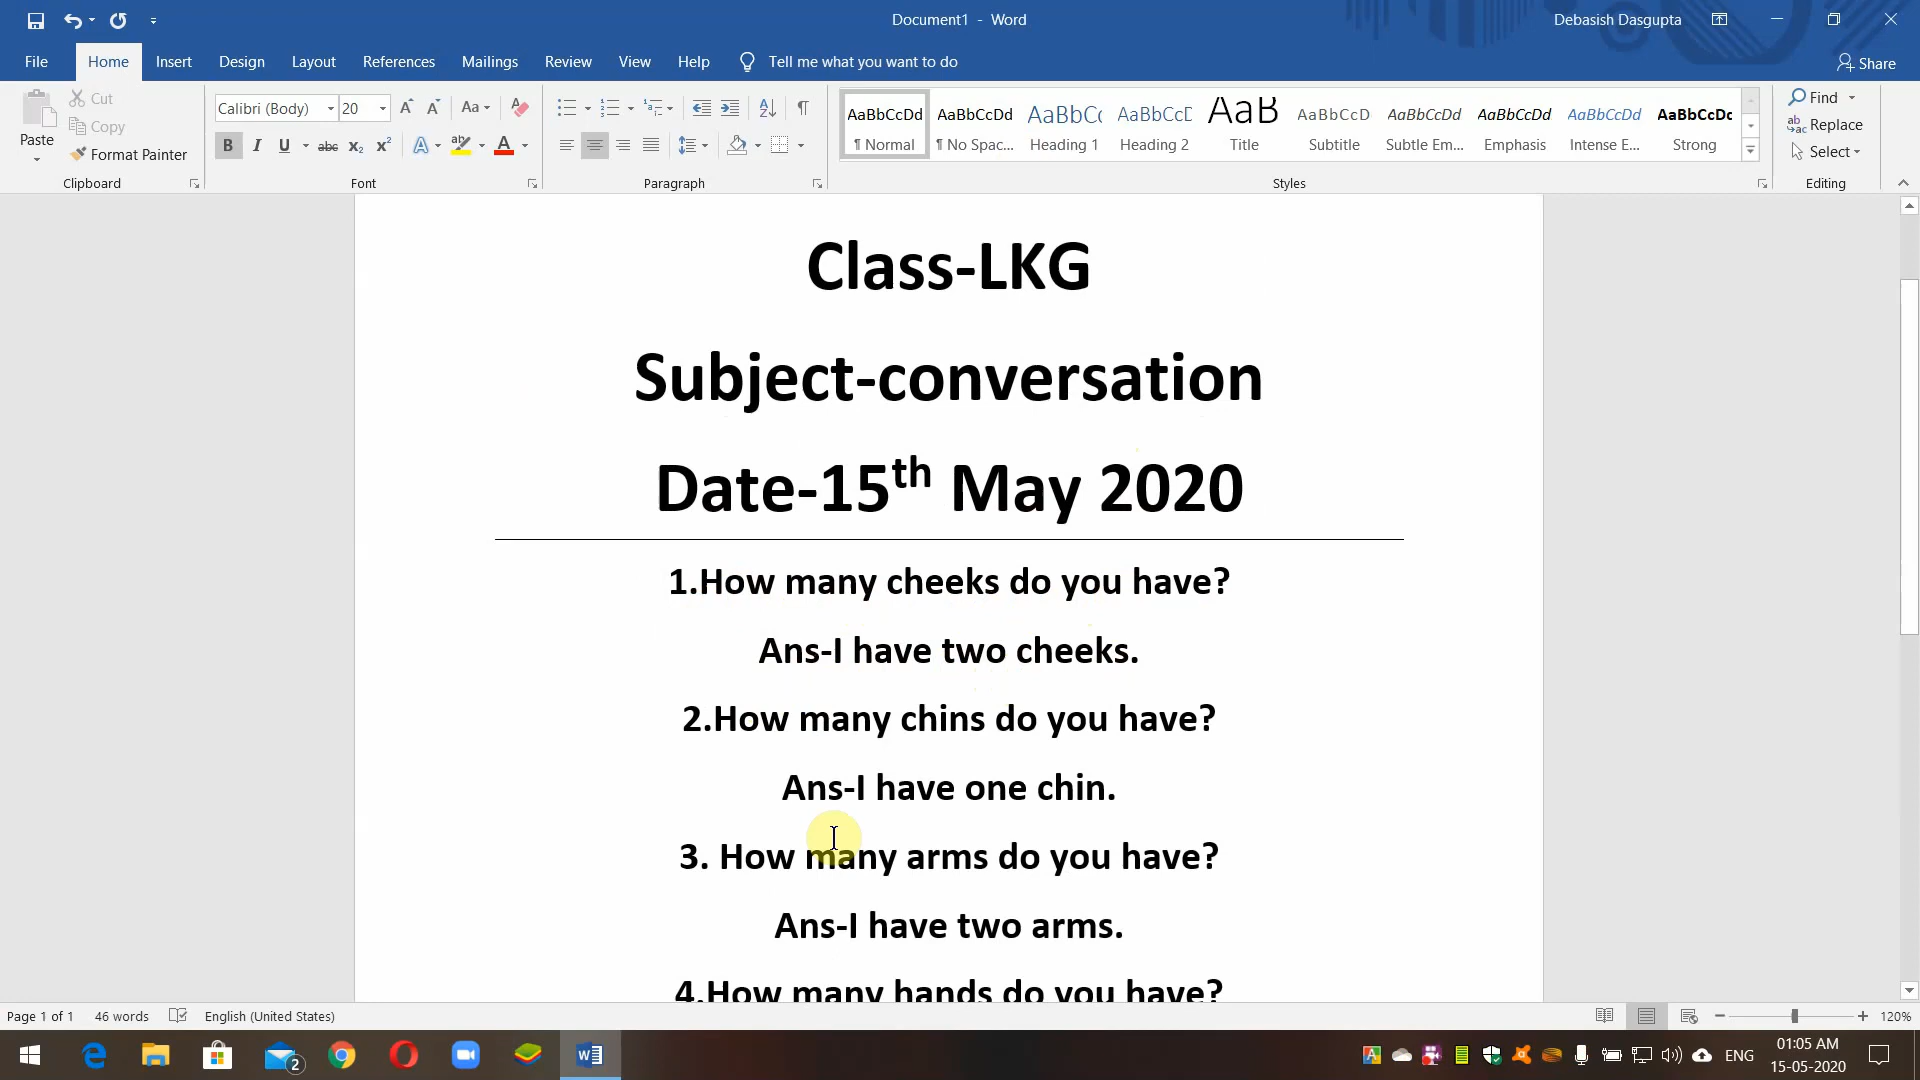 Document1 - Word
Debasish Dasgupta
File Home Insert Design Layout References Mailings Review View Help Tell me what you want to do
Share
Paste
Cut
Copy
Format Painter
Clipboard
Calibri (Body) 20
Font
Paragraph
AaBbCcDd AaBbCcDd AaBbCc AaBbCcD AaB AaBbCcD AaBbCcDd AaBbCcDd AaBbCcDd AaBbCcDc
¶ Normal ¶ No Spac... Heading 1 Heading 2 Title Subtitle Subtle Em... Emphasis Intense E... Strong
Styles
Find
Replace
Select
Editing
Class-LKG
Subject-conversation
Date-15th May 2020
1.How many cheeks do you have?
Ans-I have two cheeks.
2.How many chins do you have?
Ans-I have one chin.
3. How many arms do you have?
Ans-I have two arms.
4.How many hands do you have?
Page 1 of 1 46 words English (United States)
120%
2
ENG
01:05 AM
15-05-2020